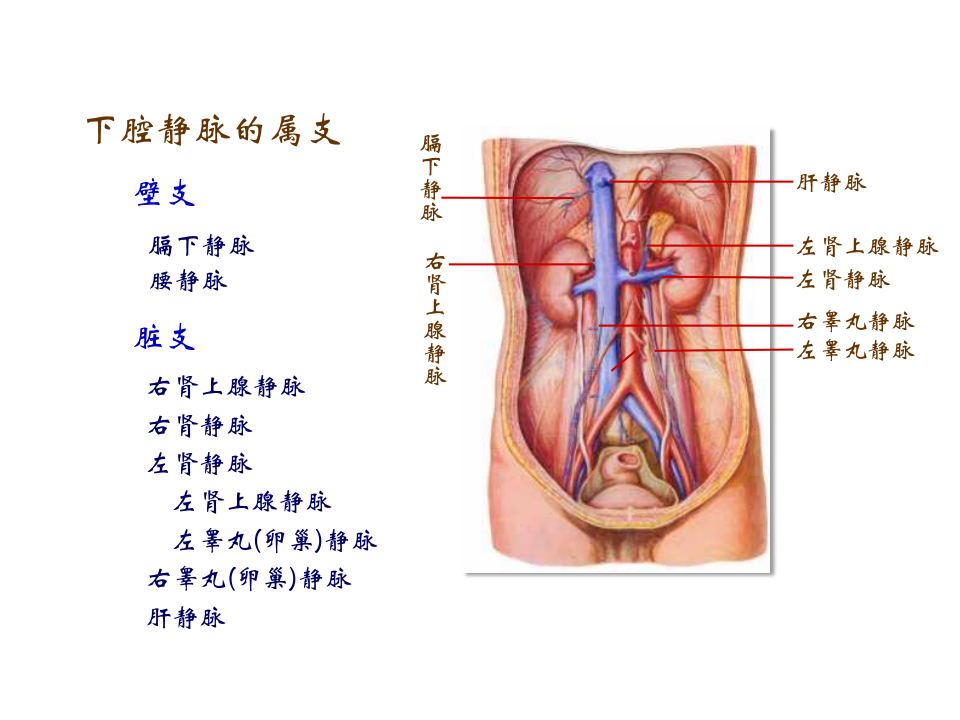 下腔静脉的属支
壁支
膈下静脉
腰静脉
脏支
右肾上腺静脉
右肾静脉
左肾静脉
左肾上腺静脉
左睾丸(卵巢)静脉
右睾丸(卵巢)静脉
肝静脉
膈下静脉
右肾上腺静脉
肝静脉
左肾上腺静脉
左肾静脉
右睾丸静脉
左睾丸静脉